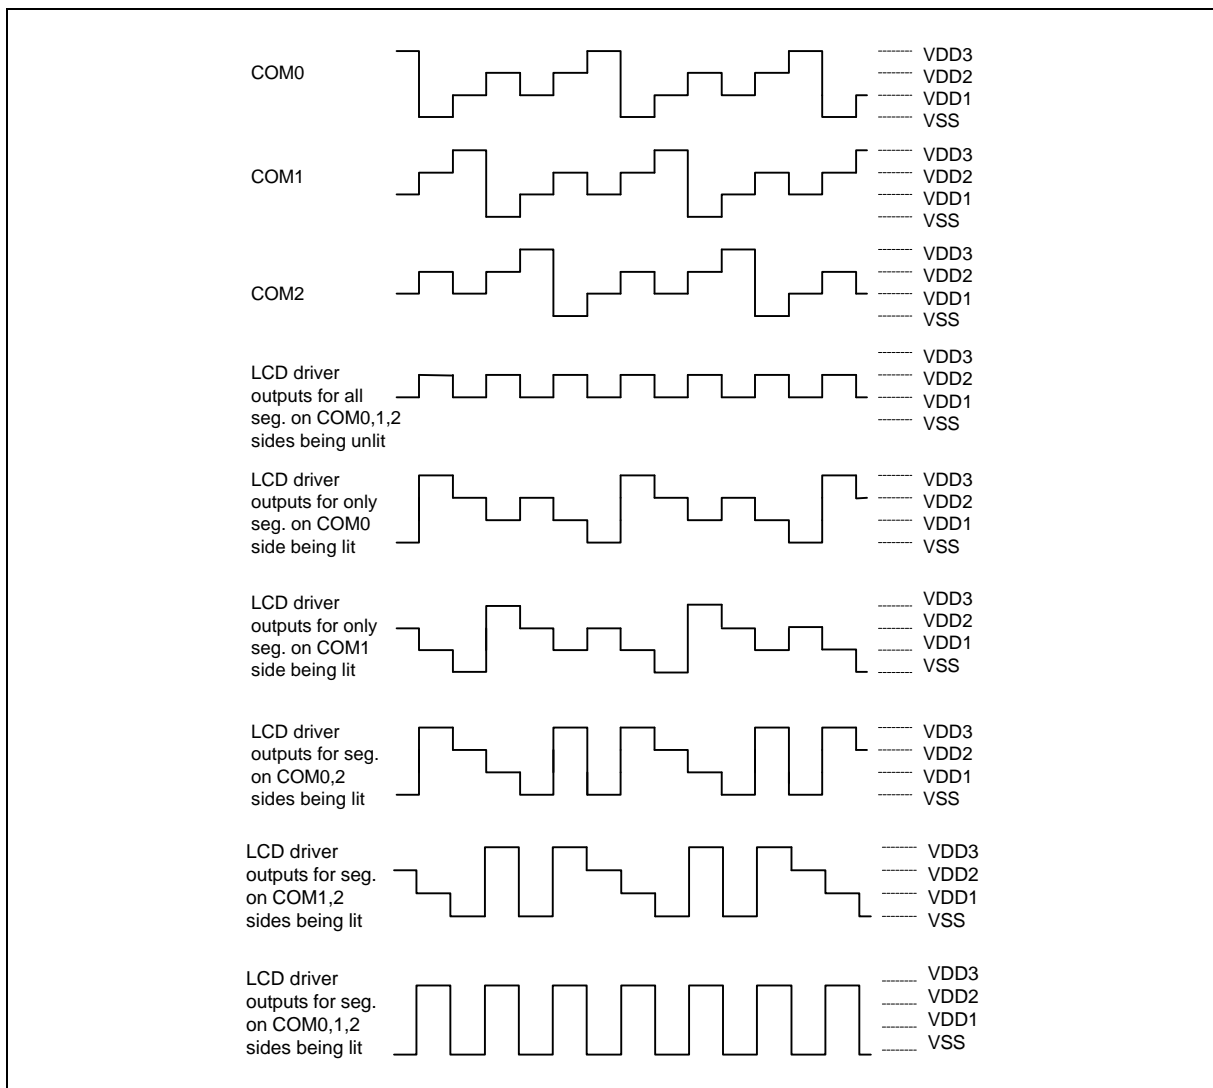 COM0
VDD3
VDD2
VDD1
VSS
COM1
VDD3
VDD2
VDD1
VSS
COM2
VDD3
VDD2
VDD1
VSS
LCD driver
outputs for all
seg. on COM0,1,2
sides being unlit
VDD3
VDD2
VDD1
VSS
LCD driver
outputs for only
seg. on COM0
side being lit
VDD3
VDD2
VDD1
VSS
LCD driver
outputs for only
seg. on COM1
side being lit
VDD3
VDD2
VDD1
VSS
LCD driver
outputs for seg.
on COM0,2
sides being lit
VDD3
VDD2
VDD1
VSS
LCD driver
outputs for seg.
on COM1,2
sides being lit
VDD3
VDD2
VDD1
VSS
LCD driver
outputs for seg.
on COM0,1,2
sides being lit
VDD3
VDD2
VDD1
VSS